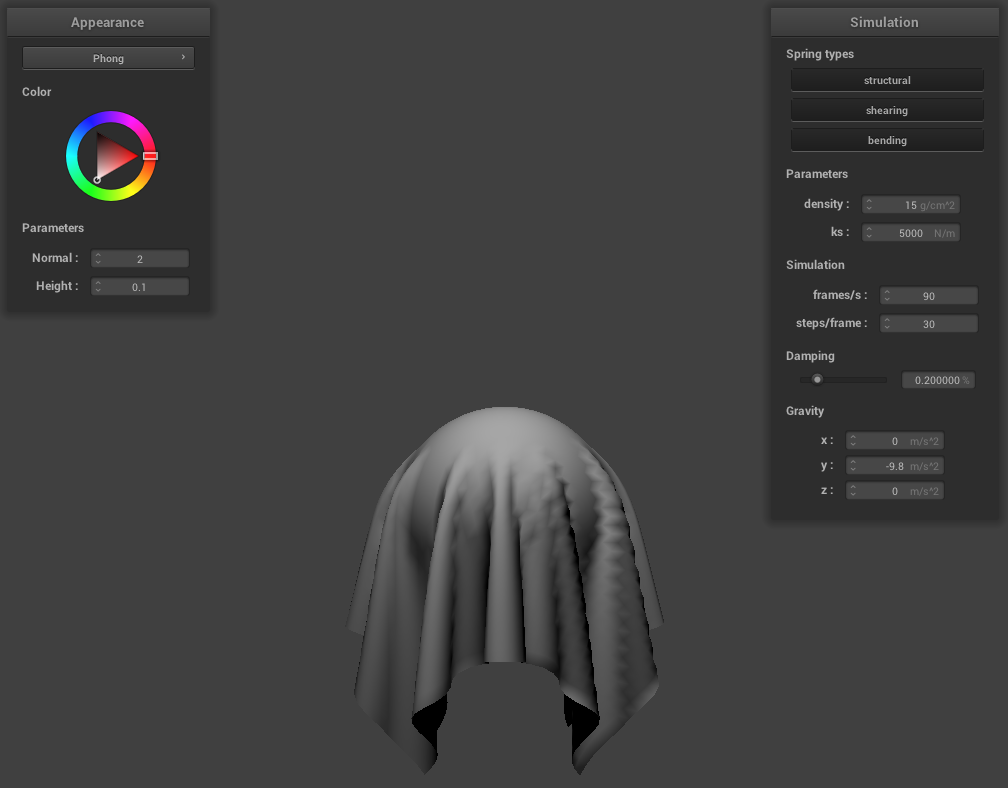 Appearance
Phong
Color
Parameters
Normal : 2
Height : 0.1
Simulation
Spring types
structural
shearing
bending
Parameters
density : 15 g/cm^2
ks : 5000 N/m
Simulation
frames/s : 90
steps/frame : 30
Damping
0.200000 %
Gravity
x : 0 m/s^2
y : -9.8 m/s^2
z : 0 m/s^2